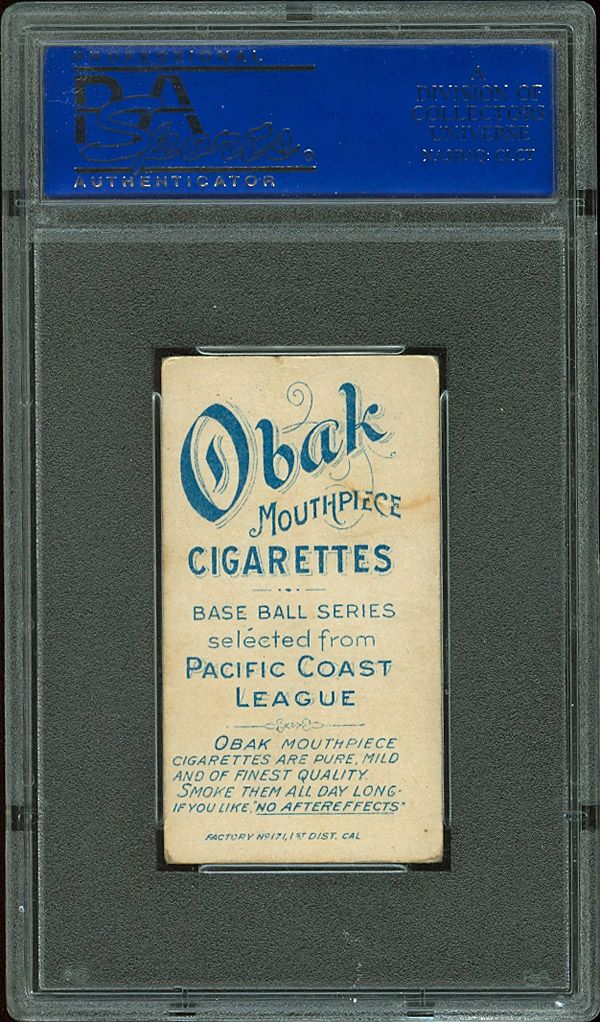 PROFESSIONAL
PSA
Sports
AUTHENTICATOR
A
DIVISION OF
COLLECTORS
UNIVERSE
NASDAQ: CLCT
Obak
MOUTHPIECE
CIGARETTES
BASE BALL SERIES
selected from
PACIFIC COAST
LEAGUE
OBAK MOUTHPIECE
CIGARETTES ARE PURE, MILD
AND OF FINEST QUALITY.
SMOKE THEM ALL DAY LONG-
IF YOU LIKE, "NO AFTEREFFECTS"
FACTORY Nº 171, 1ST DIST. CAL.